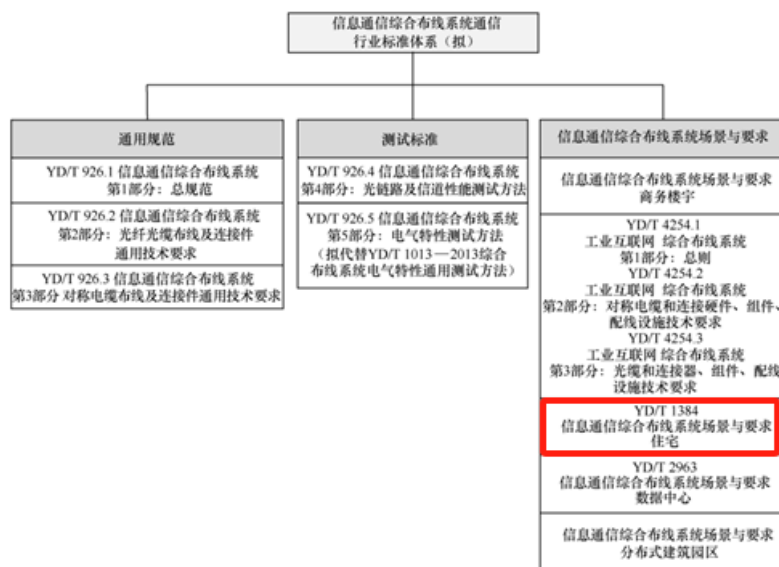 信息通信综合布线系统通信
行业标准体系（拟）
通用规范
YD/T 926.1 信息通信综合布线系统
第1部分：总规范
YD/T 926.2 信息通信综合布线系统
第2部分：光纤光缆布线及连接件
通用技术要求
YD/T 926.3 信息通信综合布线系统
第3部分 对称电缆布线及连接件通用技术要求
测试标准
YD/T 926.4 信息通信综合布线系统
第4部分：光链路及信道性能测试方法
YD/T 926.5 信息通信综合布线系统
第5部分：电气特性测试方法
（拟代替YD/T 1013—2013综合
布线系统电气特性通用测试方法）
信息通信综合布线系统场景与要求
信息通信综合布线系统场景与要求
商务楼宇
YD/T 4254.1
工业互联网 综合布线系统
第1部分：总则
YD/T 4254.2
工业互联网 综合布线系统
第2部分：对称电缆和连接硬件、组件、
配线设施技术要求
YD/T 4254.3
工业互联网 综合布线系统
第3部分：光缆和连接器、组件、配线
设施技术要求
YD/T 1384
信息通信综合布线系统场景与要求
住宅
YD/T 2963
信息通信综合布线系统场景与要求
数据中心
信息通信综合布线系统场景与要求
分布式建筑园区